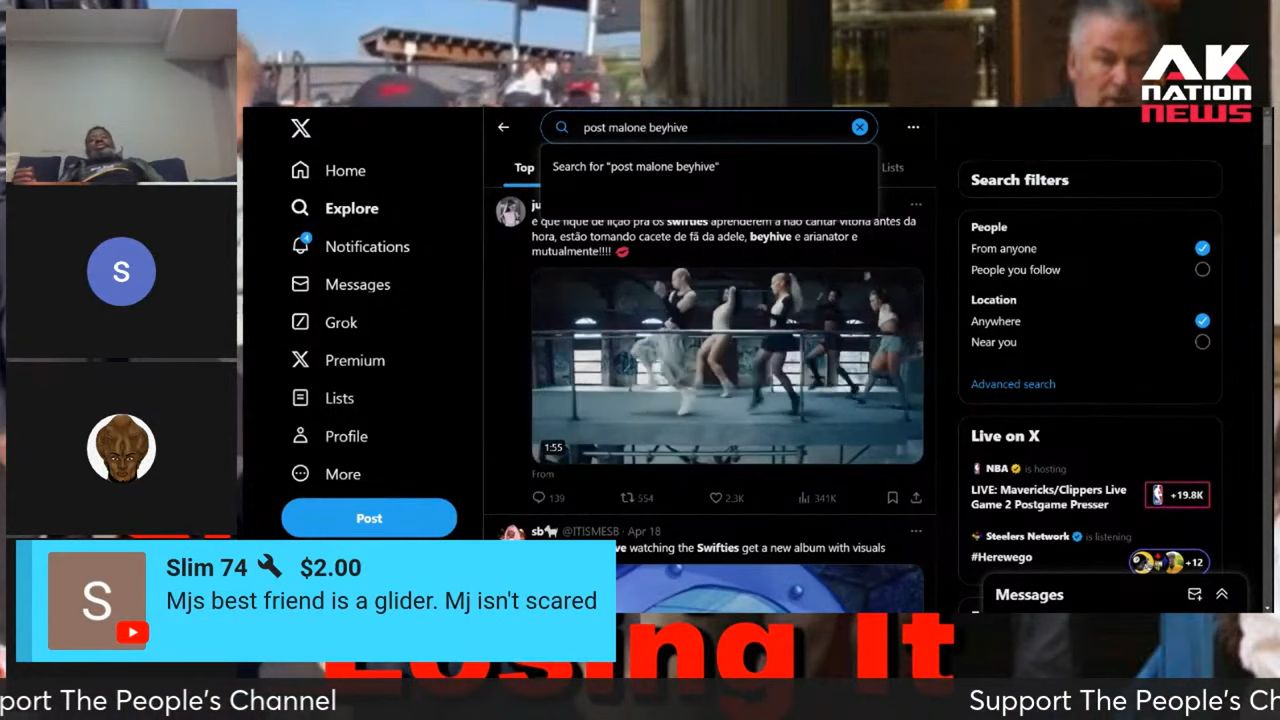 AK
NATION
NEWS
post malone beyhive
Search for "post malone beyhive"
Top
Lists
Home
Explore
4
Notifications
Messages
Grok
Premium
Lists
Profile
More
Post
ju
e que fique de lição pra os swifties aprenderem a não cantar vitória antes da
hora, estão tomando cacete de fã da adele, beyhive e arianator e
mutualmente!!!! 💋
1:55
From
139
554
2.3K
341K
sb🐄 @ITISMESB · Apr 18
ve watching the Swifties get a new album with visuals
Search filters
People
From anyone
People you follow
Location
Anywhere
Near you
Advanced search
Live on X
NBA is hosting
LIVE: Mavericks/Clippers Live
Game 2 Postgame Presser
+19.8K
Steelers Network is listening
#Herewego
+12
Messages
S
S
Slim 74 🔧 $2.00
Mjs best friend is a glider. Mj isn't scared
Losing It
port The People's Channel
Support The People's Ch